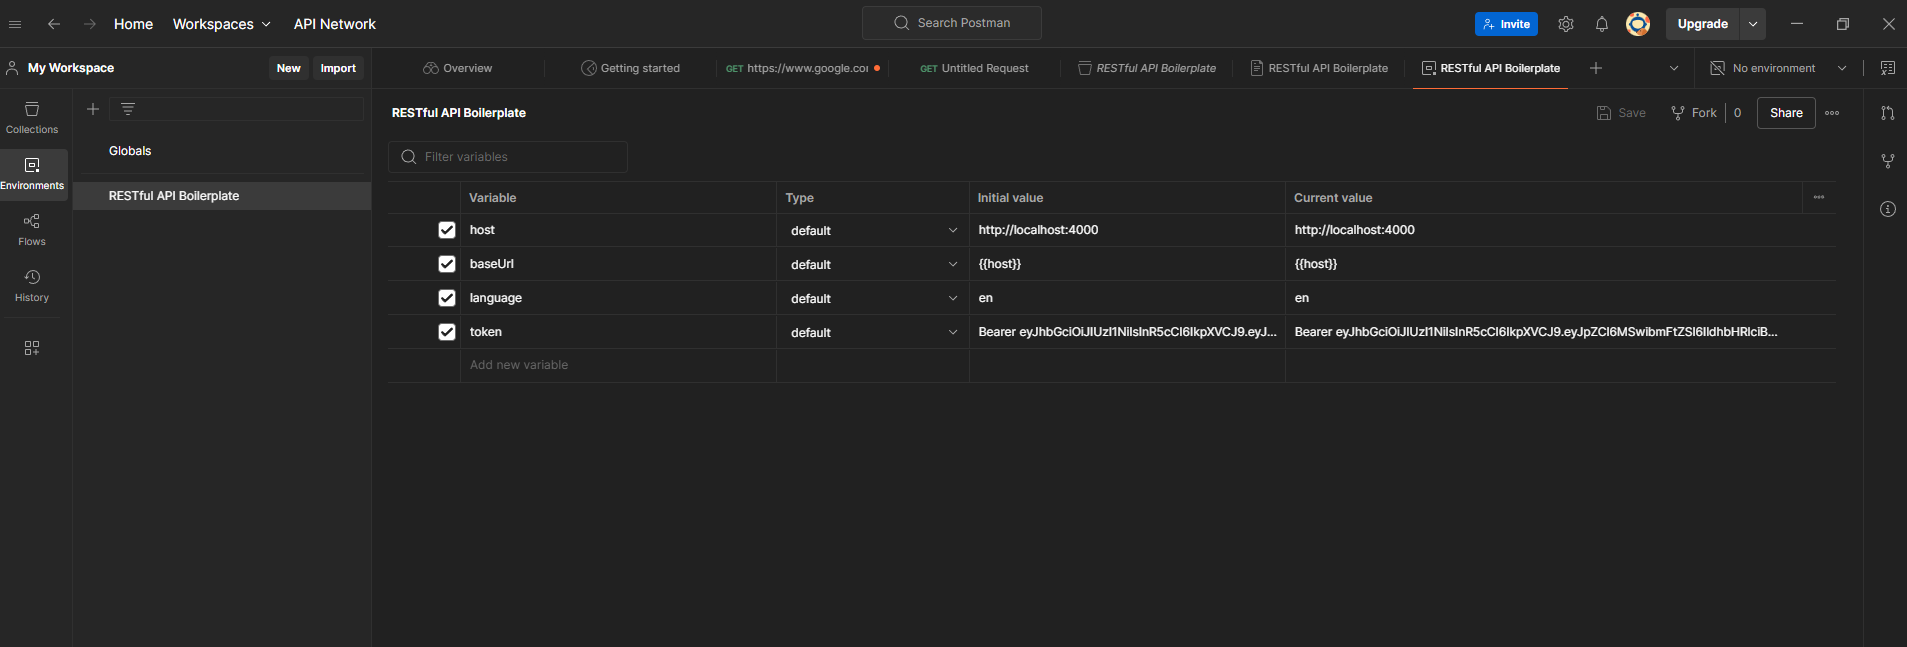 Home Workspaces API Network Search Postman Invite Upgrade
My Workspace New Import Overview Getting started GET https://www.google.coı GET Untitled Request RESTful API Boilerplate RESTful API Boilerplate RESTful API Boilerplate No environment
Collections
Environments
Flows
History
Globals
RESTful API Boilerplate
RESTful API Boilerplate Save Fork 0 Share
Filter variables
Variable Type Initial value Current value
host default http://localhost:4000 http://localhost:4000
baseUrl default {{host}} {{host}}
language default en en
token default Bearer eyJhbGciOiJIUzI1NiIsInR5cCI6IkpXVCJ9.eyJ... Bearer eyJhbGciOiJIUzI1NiIsInR5cCI6IkpXVCJ9.eyJpZCI6MSwibmFtZSI6IldhbHRlciB...
Add new variable